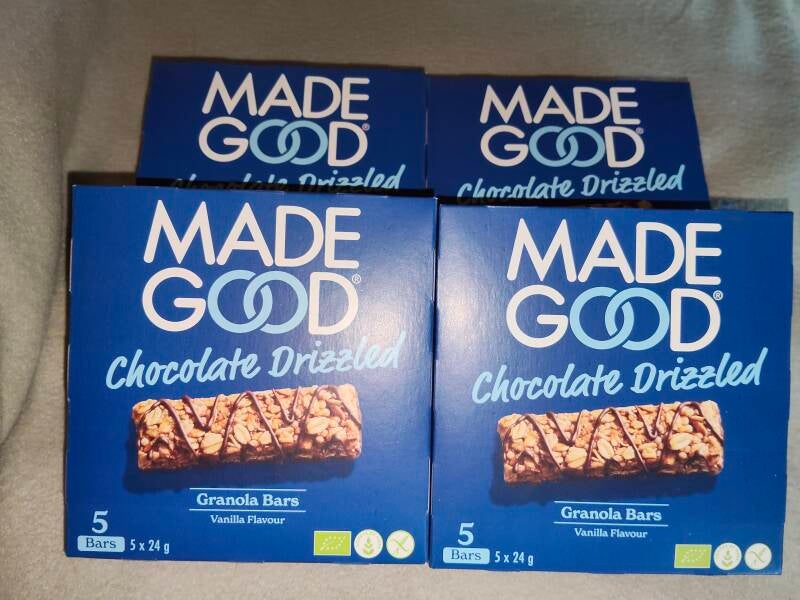 MADE
GOOD®
Chocolate Drizzled
MADE
GOOD®
Chocolate Drizzled
MADE
GOOD®
Chocolate Drizzled
Granola Bars
Vanilla Flavour
5
Bars 5 x 24 g
MADE
GOOD®
Chocolate Drizzled
Granola Bars
Vanilla Flavour
5
Bars 5 x 24 g